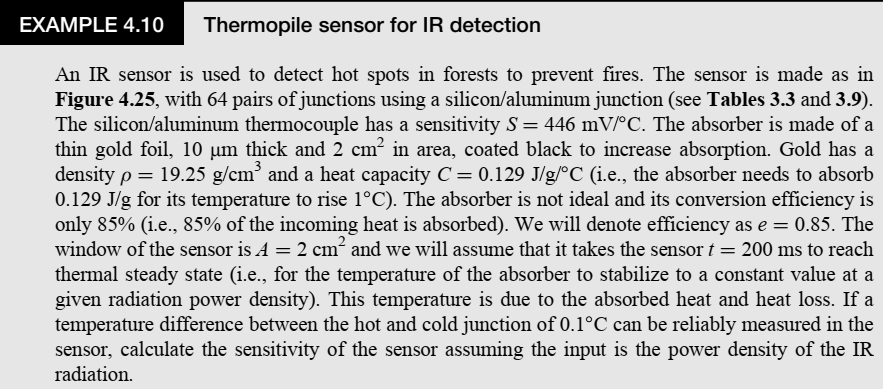 EXAMPLE 4.10 Thermopile sensor for IR detection
An IR sensor is used to detect hot spots in forests to prevent fires. The sensor is made as in
Figure 4.25, with 64 pairs of junctions using a silicon/aluminum junction (see Tables 3.3 and 3.9).
The silicon/aluminum thermocouple has a sensitivity S = 446 mV/°C. The absorber is made of a
thin gold foil, 10 μm thick and 2 cm² in area, coated black to increase absorption. Gold has a
density ρ = 19.25 g/cm³ and a heat capacity C = 0.129 J/g/°C (i.e., the absorber needs to absorb
0.129 J/g for its temperature to rise 1°C). The absorber is not ideal and its conversion efficiency is
only 85% (i.e., 85% of the incoming heat is absorbed). We will denote efficiency as e = 0.85. The
window of the sensor is A = 2 cm² and we will assume that it takes the sensor t = 200 ms to reach
thermal steady state (i.e., for the temperature of the absorber to stabilize to a constant value at a
given radiation power density). This temperature is due to the absorbed heat and heat loss. If a
temperature difference between the hot and cold junction of 0.1°C can be reliably measured in the
sensor, calculate the sensitivity of the sensor assuming the input is the power density of the IR
radiation.